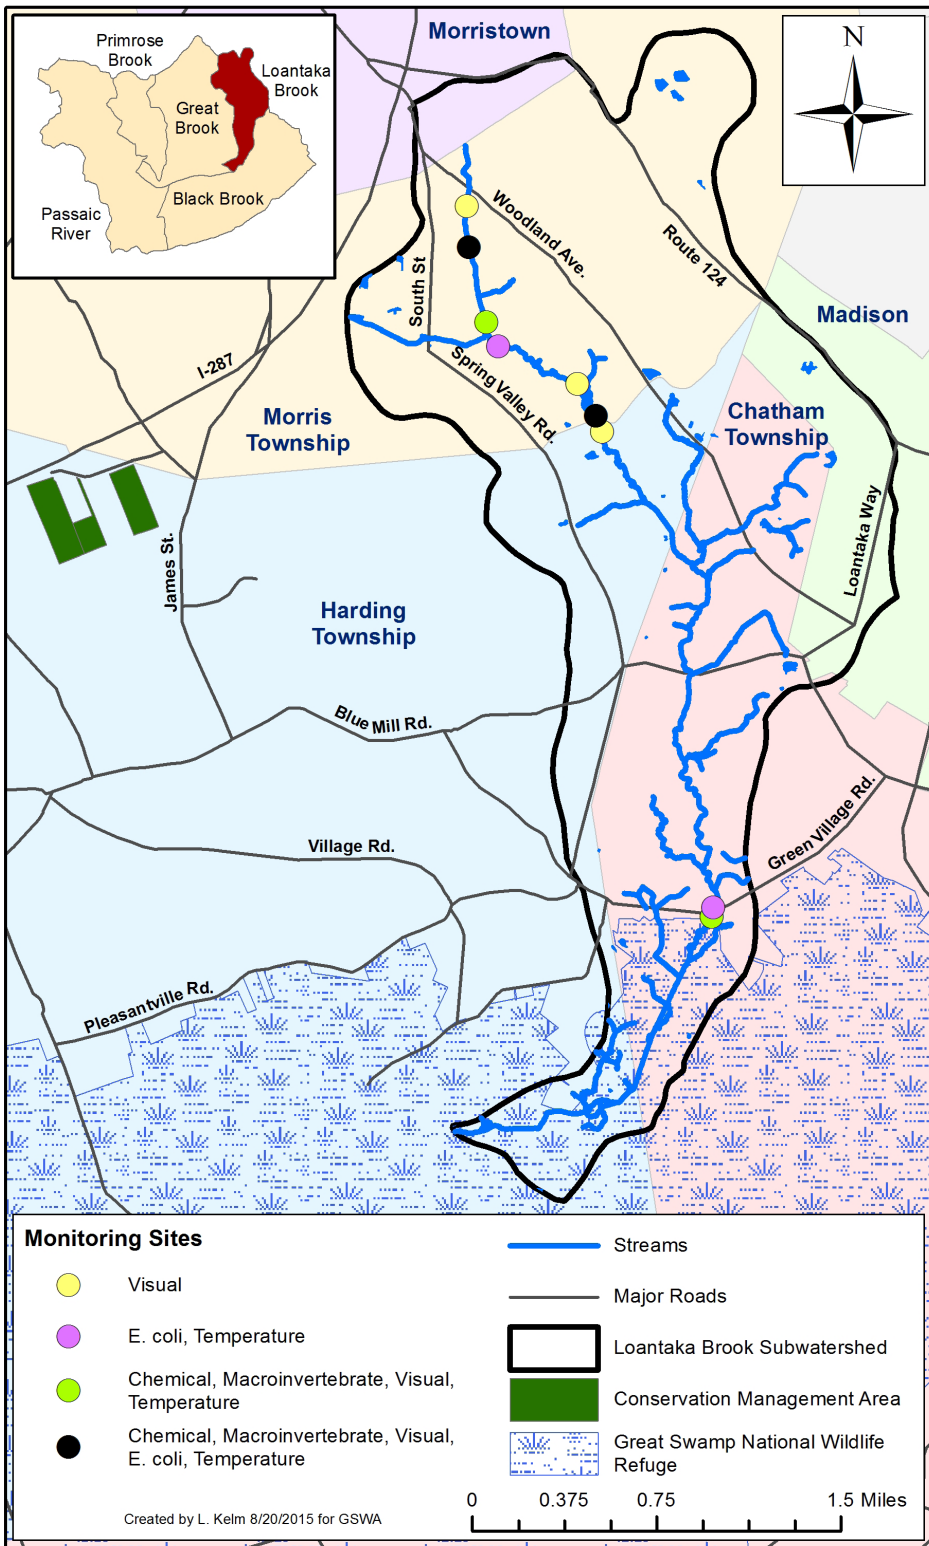 Morristown
Primrose
Brook
Loantaka
Brook
Great
Brook
Black Brook
Passaic
River
N
Woodland Ave.
Route 124
South St
Madison
I-287
Spring Valley Rd.
Morris
Township
Chatham
Township
Loantaka Way
James St.
Harding
Township
Blue Mill Rd.
Green Village Rd.
Village Rd.
Pleasantville Rd.
Monitoring Sites
Visual
E. coli, Temperature
Chemical, Macroinvertebrate, Visual,
Temperature
Chemical, Macroinvertebrate, Visual,
E. coli, Temperature
Streams
Major Roads
Loantaka Brook Subwatershed
Conservation Management Area
Great Swamp National Wildlife
Refuge
0 0.375 0.75 1.5 Miles
Created by L. Kelm 8/20/2015 for GSWA